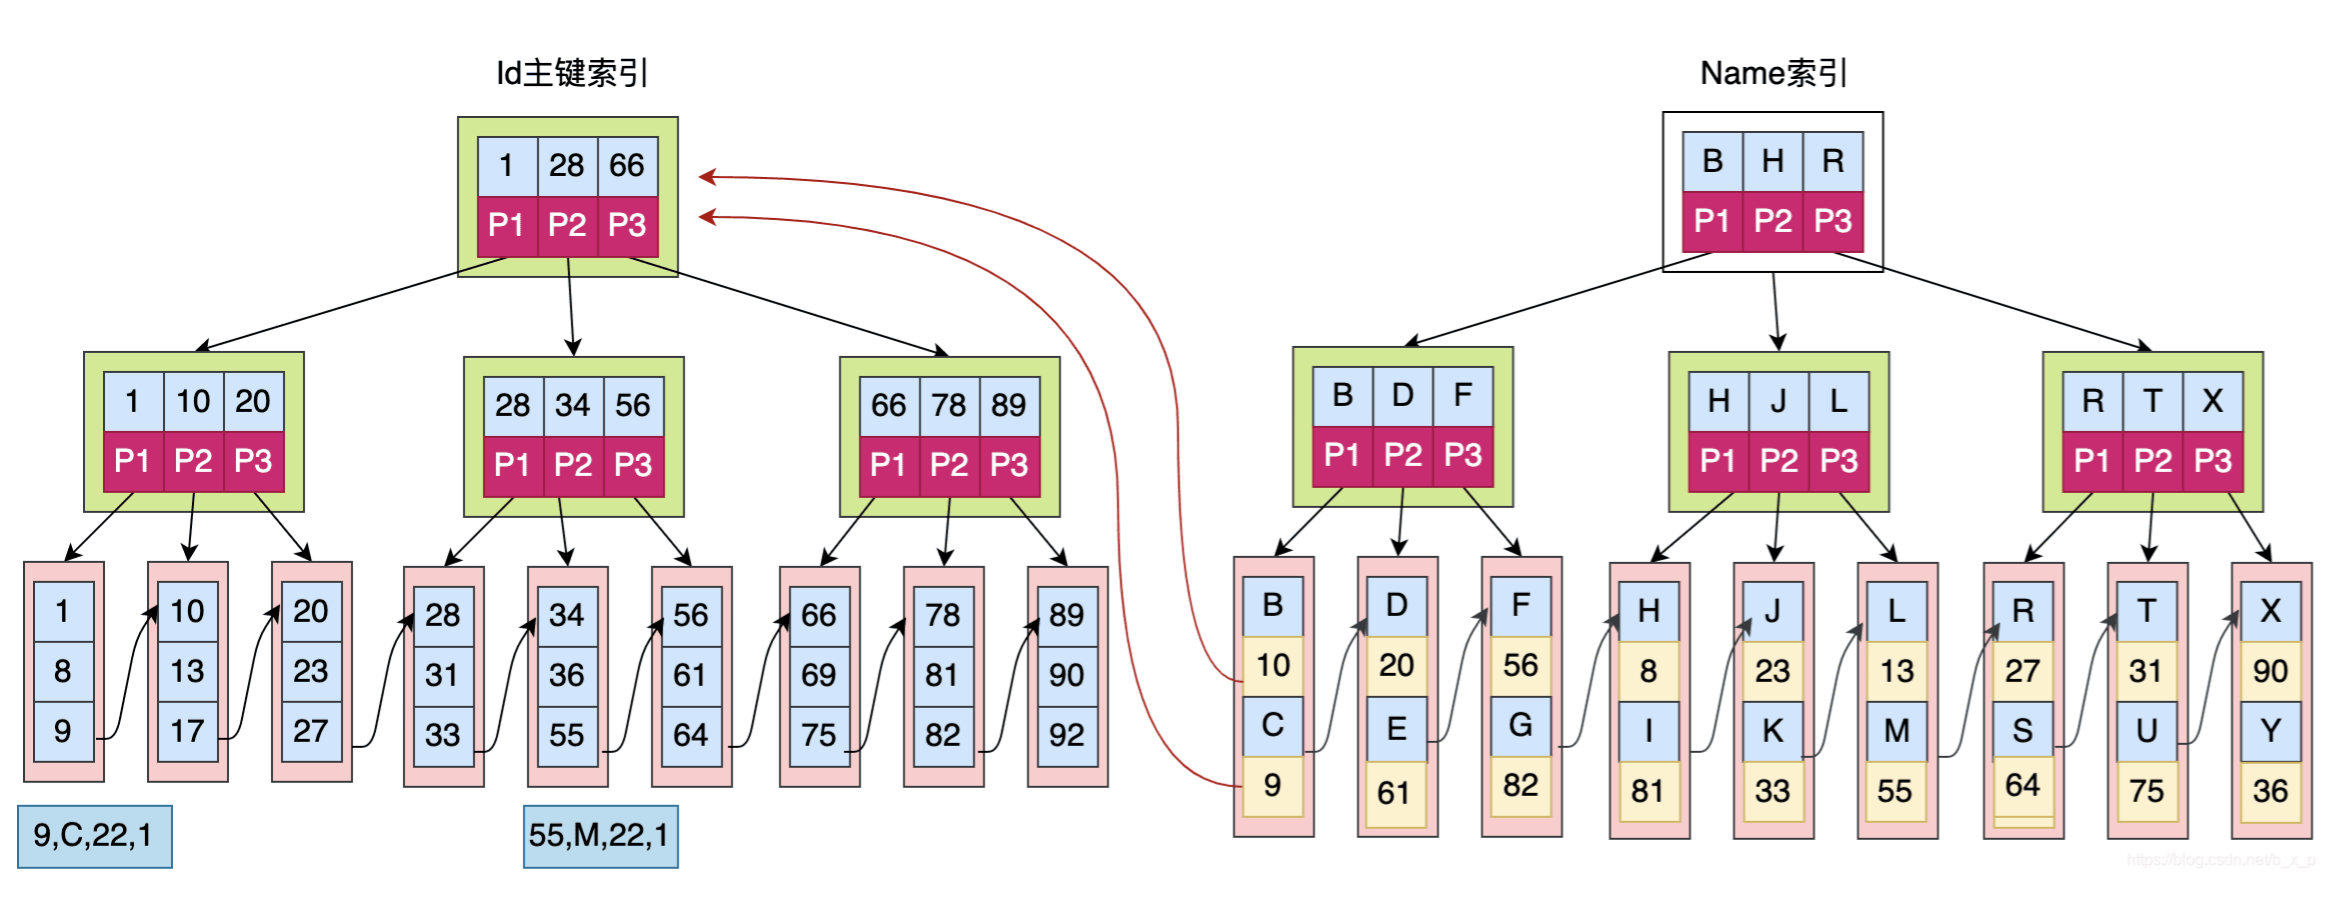 Id主键索引
Name索引
1 28 66
P1 P2 P3
B H R
P1 P2 P3
1 10 20
P1 P2 P3
28 34 56
P1 P2 P3
66 78 89
P1 P2 P3
B D F
P1 P2 P3
H J L
P1 P2 P3
R T X
P1 P2 P3
1
8
9
10
13
17
20
23
27
28
31
33
34
36
55
56
61
64
66
69
75
78
81
82
89
90
92
B
10
C
9
D
20
E
61
F
56
G
82
H
8
I
81
J
23
K
33
L
13
M
55
R
27
S
64
T
31
U
75
X
90
Y
36
9,C,22,1
55,M,22,1
https://blog.csdn.net/b_x_p